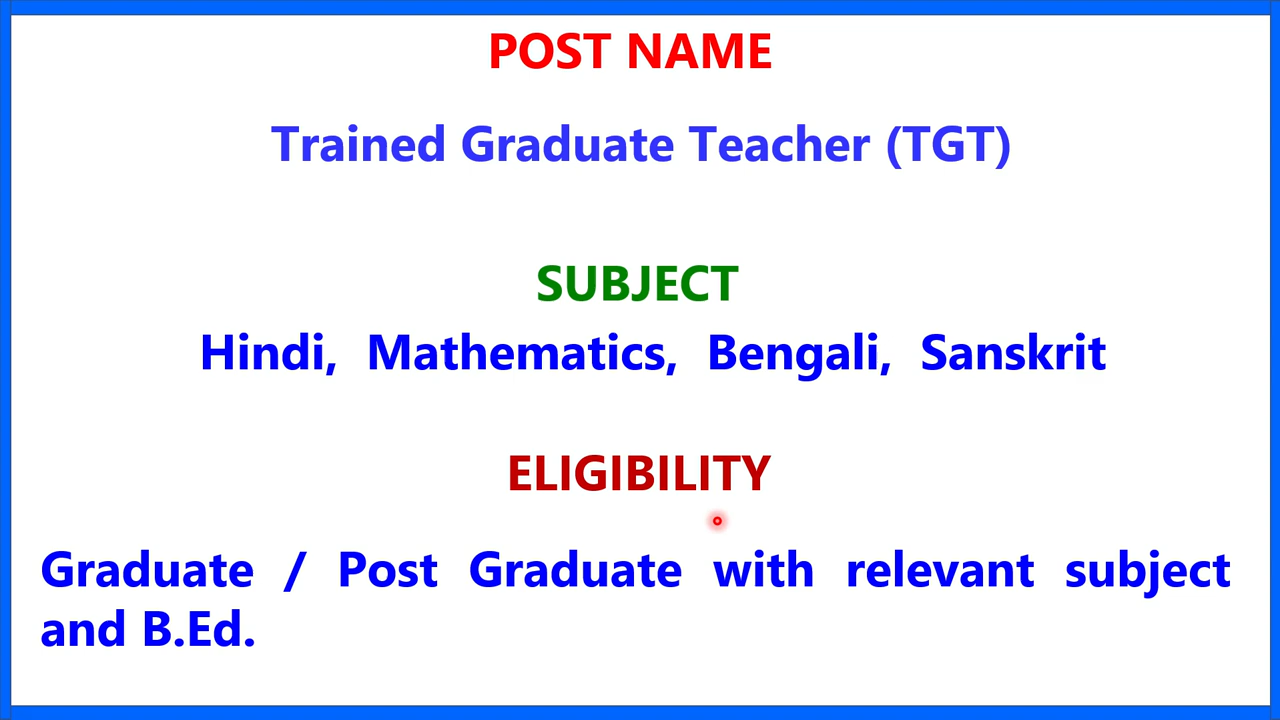 POST NAME
Trained Graduate Teacher (TGT)
SUBJECT
Hindi, Mathematics, Bengali, Sanskrit
ELIGIBILITY
Graduate / Post Graduate with relevant subject
and B.Ed.